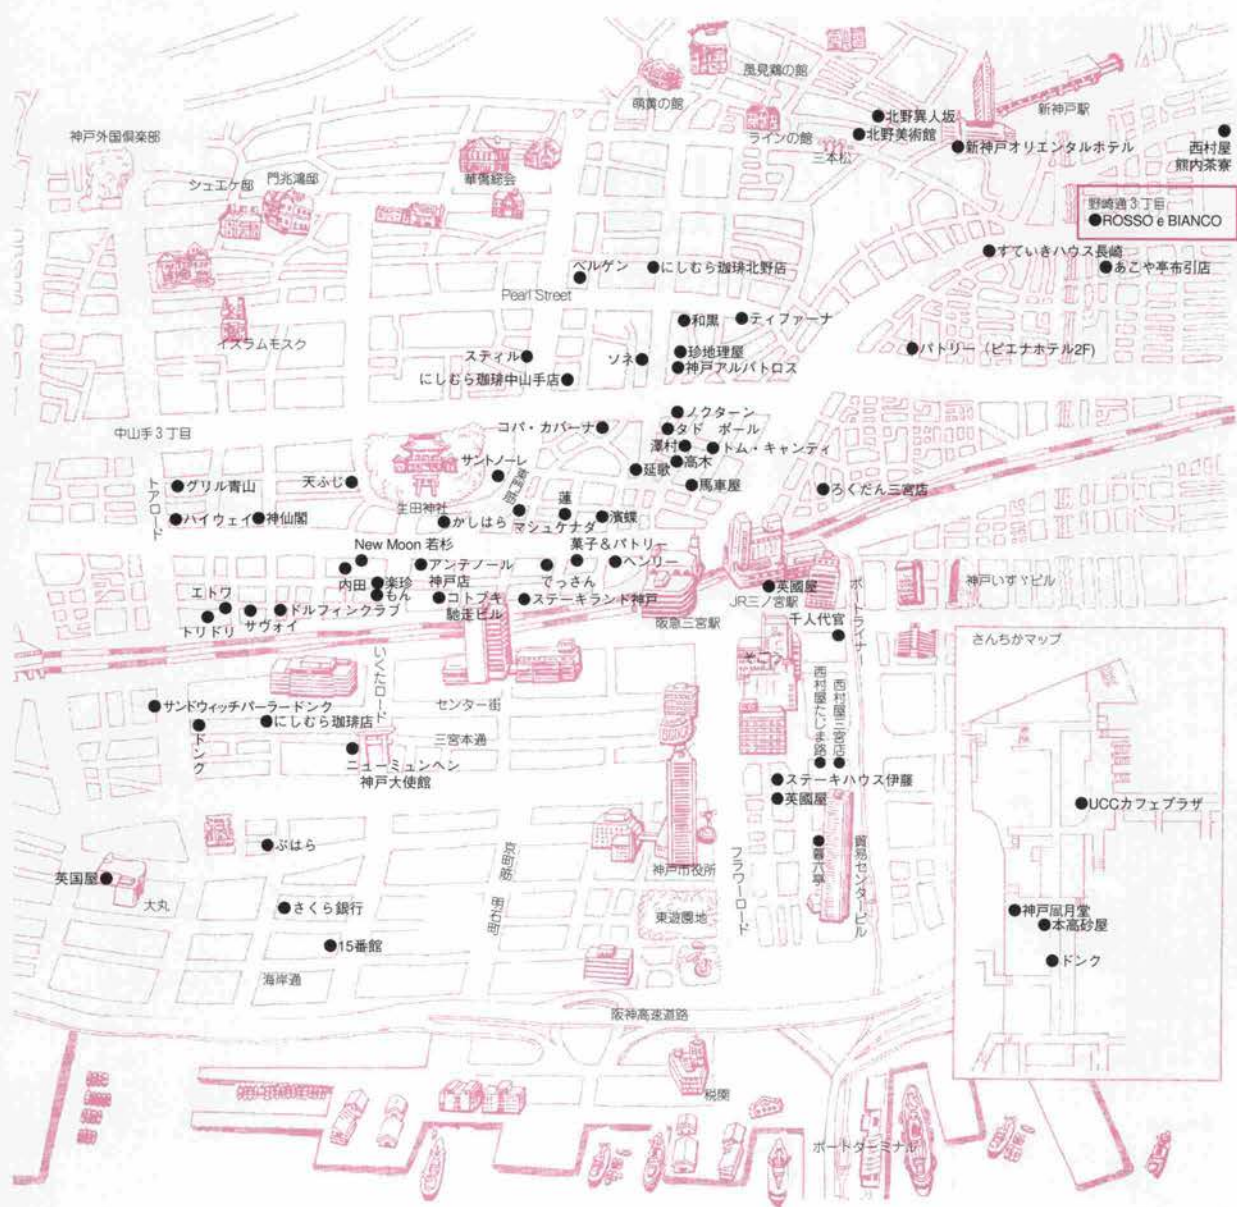 風見鶏の館
萌黄の館
新神戸駅
神戸外国倶楽部
北野異人坂
ラインの館
北野美術館
三本松
新神戸オリエンタルホテル
西村屋
熊内茶寮
シュエケ邸
門兆鴻邸
華僑総会
野崎通3丁目
ROSSO e BIANCO
すていきハウス長崎
あこや亭布引店
ベルゲン
にしむら珈琲北野店
Pearl Street
イスラムモスク
和黒
ティファーナ
スティル
ソネ
珍地理屋
神戸アルバトロス
パトリー（ピエナホテル2F)
にしむら珈琲中山手店
中山手3丁目
コパ・カバーナ
ノクターン
タド ポール
澤村
トム・キャンティ
高木
延歌
馬車屋
ろくだん三宮店
トアロード
グリル青山
天ふじ
サントノーレ
東門筋
生田神社
ハイウェイ
神仙閣
かしはら
マシュケナダ
蓮
濱蝶
New Moon 若杉
内田
楽珍
もん
アンテノール
神戸店
コトブキ
馳走ビル
菓子&パトリー
でっさん
ヘンリー
ステーキランド神戸
エトワ
トリドリ
サヴォイ
ドルフィンクラブ
阪急三宮駅
JR三ノ宮駅
英國屋
ポートライナー
神戸いすゞビル
千人代官
そごう
西村屋たじま路
西村屋三宮店
いくたロード
センター街
三宮本通
サンドウィッチパーラードンク
ドンク
にしむら珈琲店
ニューミュンヘン
神戸大使館
ステーキハウス伊藤
英國屋
暮六亭
貿易センタービル
フラワーロード
ぶはら
英国屋
大丸
京町筋
明石町
神戸市役所
東遊園地
さくら銀行
15番館
海岸通
阪神高速道路
税関
ポートターミナル
さんちかマップ
UCCカフェプラザ
神戸凮月堂
本高砂屋
ドンク